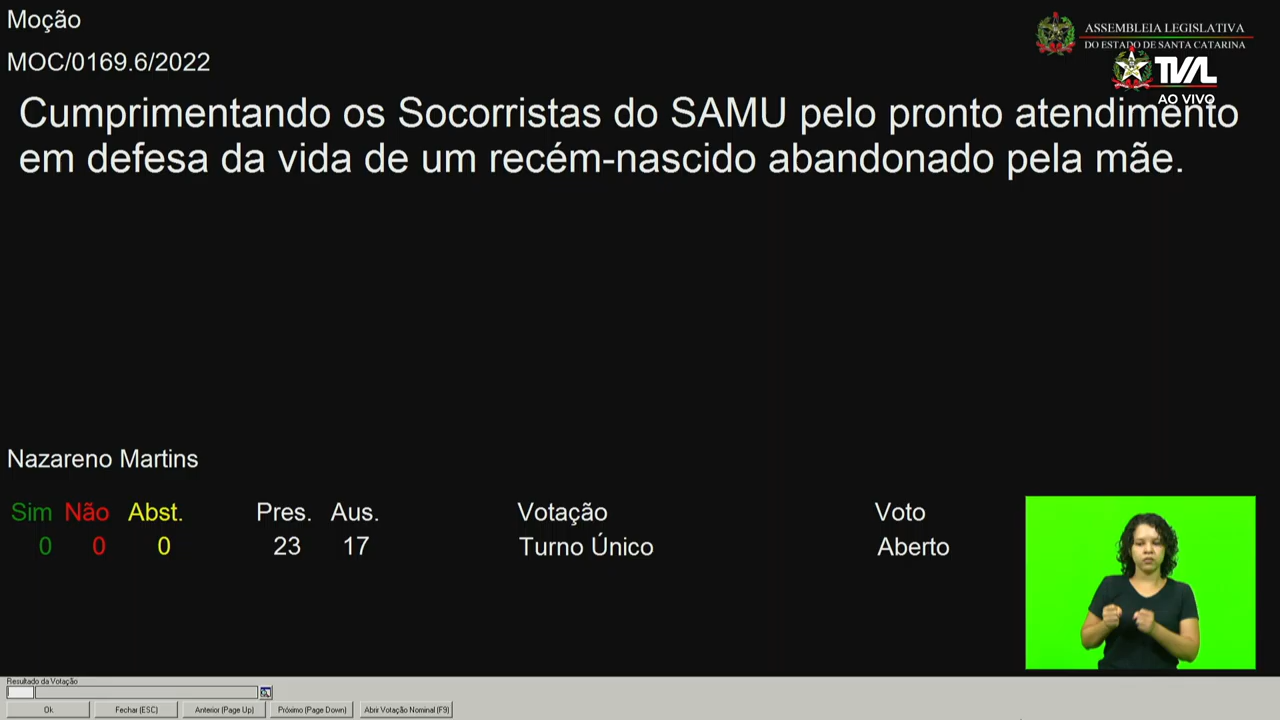 Moção
ASSEMBLEIA LEGISLATIVA
DO ESTADO DE SANTA CATARINA
MOC/0169.6/2022
TVAL
AO VIVO
Cumprimentando os Socorristas do SAMU pelo pronto atendimento
em defesa da vida de um recém-nascido abandonado pela mãe.
Nazareno Martins
Sim Não Abst. Pres. Aus. Votação Voto
0 0 0 23 17 Turno Único Aberto
Resultado da Votação
Ok Fechar (ESC) Anterior (Page Up) Próximo (Page Down) Abrir Votação Nominal (F9)